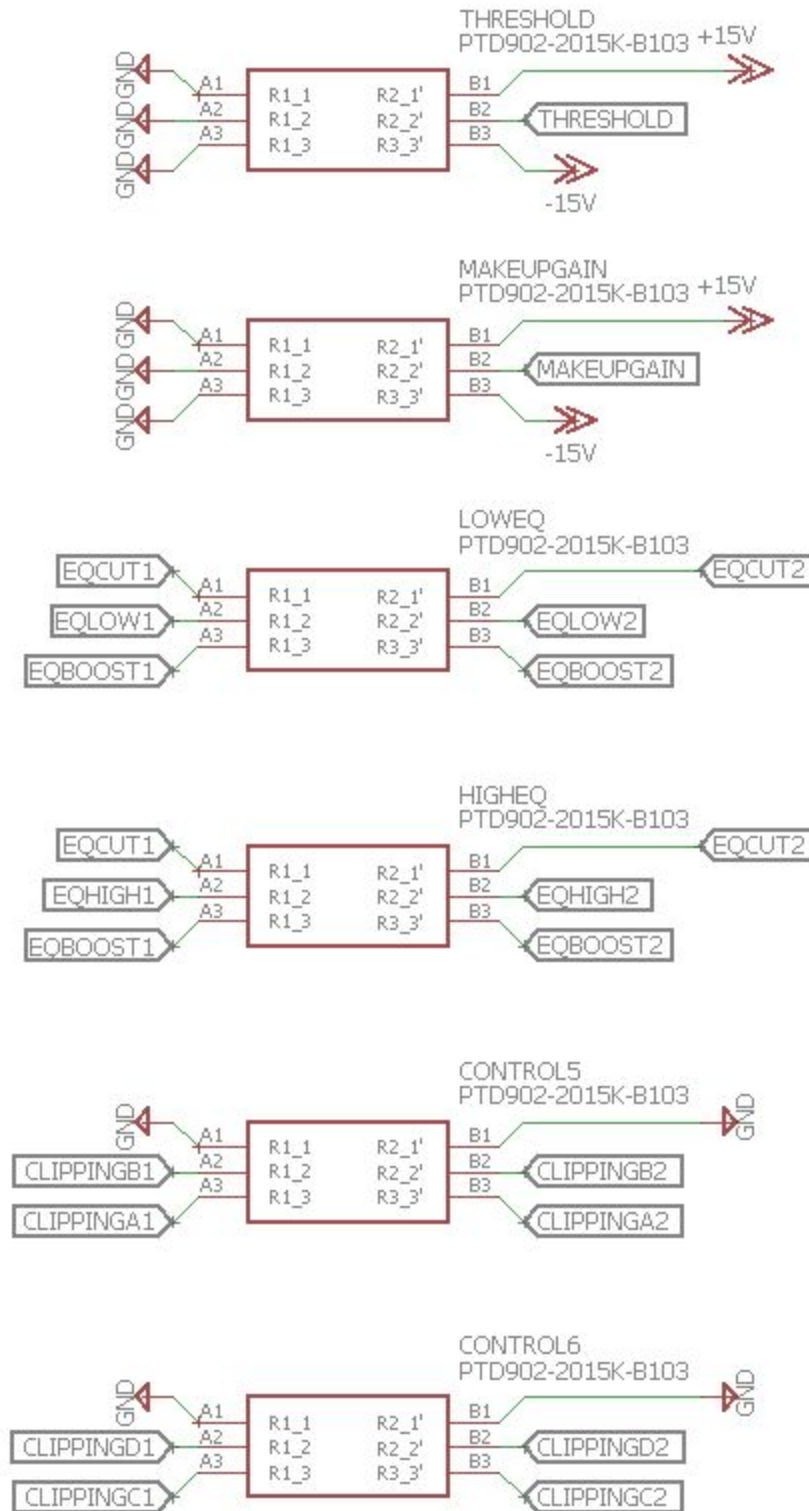 THRESHOLD
PTD902-2015K-B103 +15V
GND A1 R1_1 R2_1' B1
GND A2 R1_2 R2_2' B2 THRESHOLD
GND A3 R1_3 R3_3' B3
-15V
MAKEUPGAIN
PTD902-2015K-B103 +15V
GND A1 R1_1 R2_1' B1
GND A2 R1_2 R2_2' B2 MAKEUPGAIN
GND A3 R1_3 R3_3' B3
-15V
LOWEQ
PTD902-2015K-B103
EQCUT1 A1 R1_1 R2_1' B1 EQCUT2
EQLOW1 A2 R1_2 R2_2' B2 EQLOW2
EQBOOST1 A3 R1_3 R3_3' B3 EQBOOST2
HIGHEQ
PTD902-2015K-B103
EQCUT1 A1 R1_1 R2_1' B1 EQCUT2
EQHIGH1 A2 R1_2 R2_2' B2 EQHIGH2
EQBOOST1 A3 R1_3 R3_3' B3 EQBOOST2
CONTROL5
PTD902-2015K-B103
GND A1 R1_1 R2_1' B1 GND
CLIPPINGB1 A2 R1_2 R2_2' B2 CLIPPINGB2
CLIPPINGA1 A3 R1_3 R3_3' B3 CLIPPINGA2
CONTROL6
PTD902-2015K-B103
GND A1 R1_1 R2_1' B1 GND
CLIPPINGD1 A2 R1_2 R2_2' B2 CLIPPINGD2
CLIPPINGC1 A3 R1_3 R3_3' B3 CLIPPINGC2